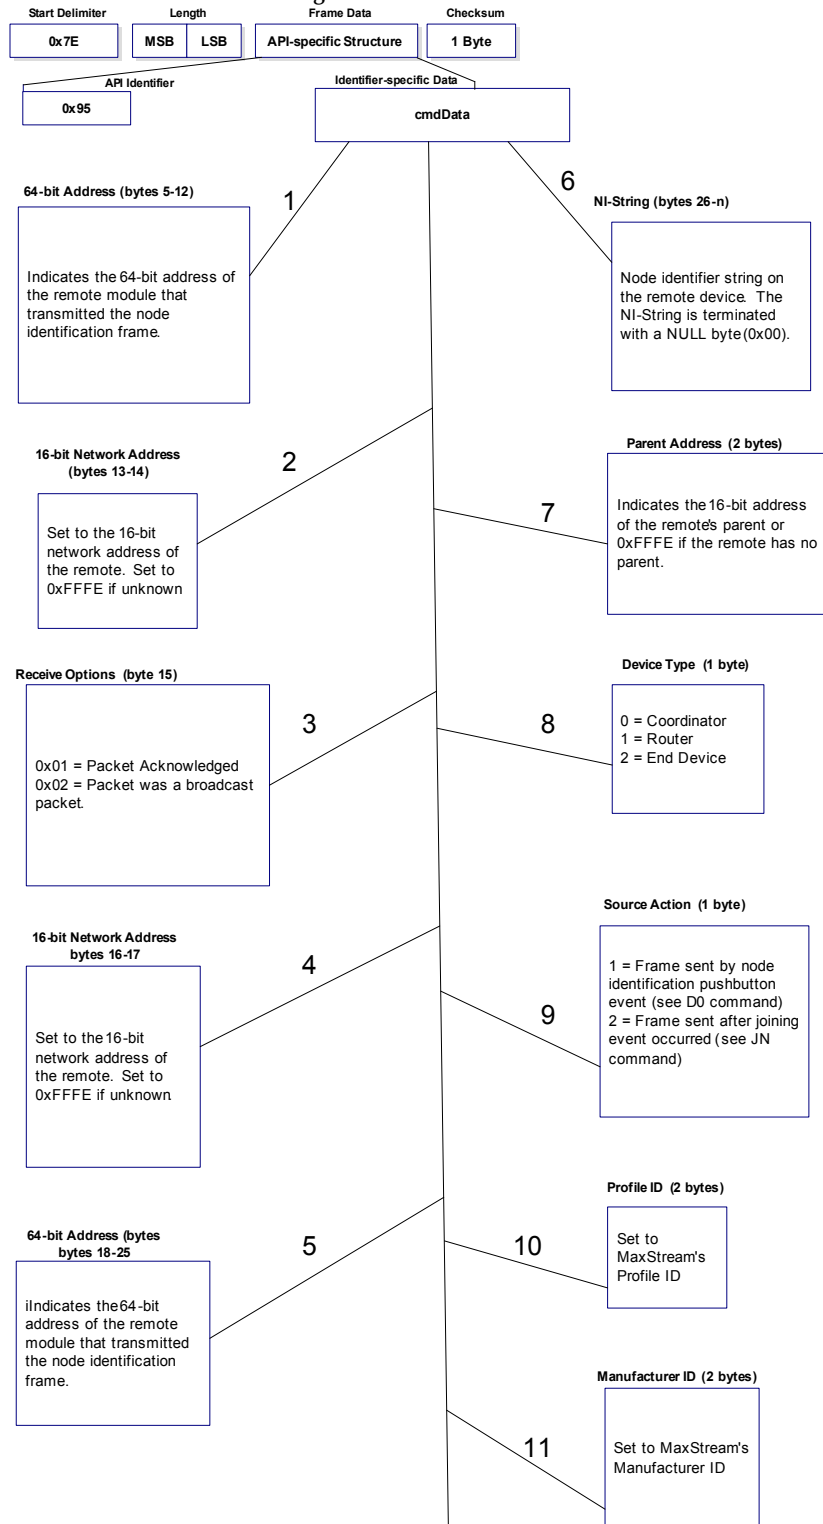 Start Delimiter
Length
Frame Data
Checksum
0x7E
MSB
LSB
API-specific Structure
1 Byte
API Identifier
Identifier-specific Data
0x95
cmdData
1
64-bit Address (bytes 5-12)
Indicates the 64-bit address of
the remote module that
transmitted the node
identification frame.
6
NI-String (bytes 26-n)
Node identifier string on
the remote device. The
NI-String is terminated
with a NULL byte (0x00).
2
16-bit Network Address
(bytes 13-14)
Set to the 16-bit
network address of
the remote. Set to
0xFFFE if unknown
7
Parent Address (2 bytes)
Indicates the 16-bit address
of the remote's parent or
0xFFFE if the remote has no
parent.
3
Receive Options (byte 15)
0x01 = Packet Acknowledged
0x02 = Packet was a broadcast
packet.
8
Device Type (1 byte)
0 = Coordinator
1 = Router
2 = End Device
4
16-bit Network Address
bytes 16-17
Set to the 16-bit
network address of
the remote. Set to
0xFFFE if unknown.
9
Source Action (1 byte)
1 = Frame sent by node
identification pushbutton
event (see D0 command)
2 = Frame sent after joining
event occurred (see JN
command)
5
64-bit Address (bytes
bytes 18-25
iIndicates the 64-bit
address of the remote
module that transmitted
the node identification
frame.
10
Profile ID (2 bytes)
Set to
MaxStream's
Profile ID
11
Manufacturer ID (2 bytes)
Set to MaxStream's
Manufacturer ID